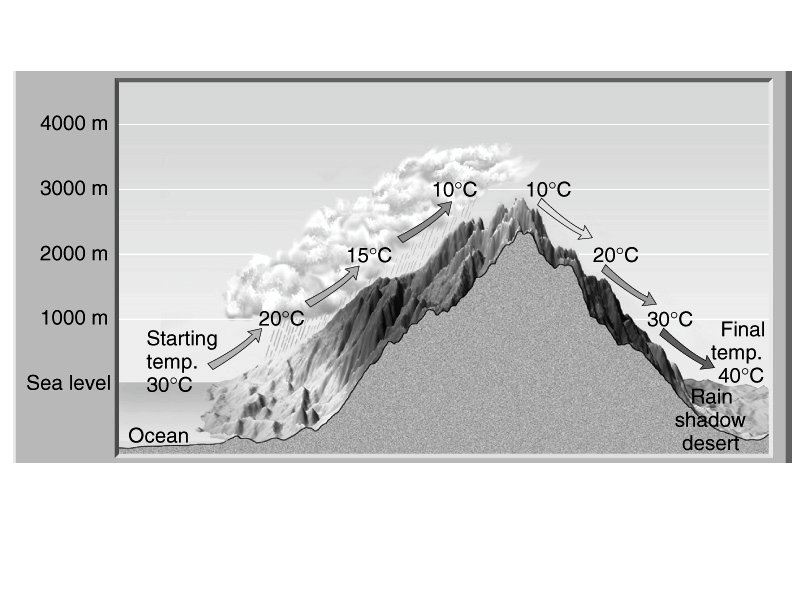 4000 m
3000 m
2000 m
1000 m
Sea level
Starting
temp.
30°C
20°C
15°C
10°C
10°C
20°C
30°C
Final
temp.
40°C
Rain
shadow
desert
Ocean